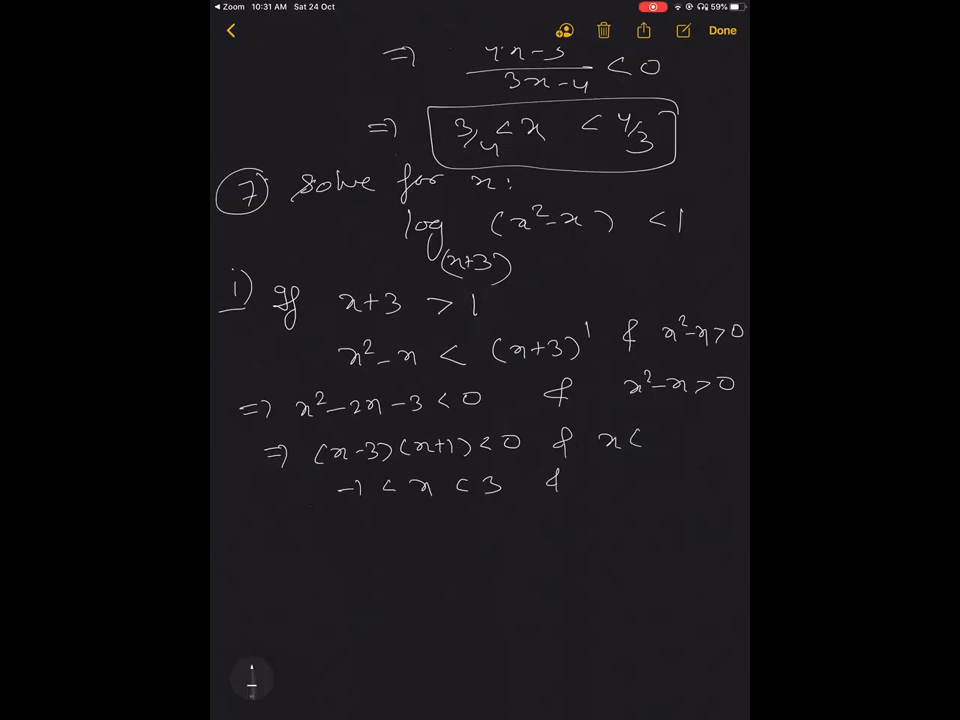 Zoom 10:31 AM Sat 24 Oct 59%
Done
⇒ (4x-3)/(3x-4) < 0
⇒ 3/4 < x < 4/3
7 Solve for x:
log_(x+3) (x²-x) < 1
i) If x+3 > 1
x²-x < (x+3)¹ & x²-x > 0
⇒ x²-2x-3 < 0 & x²-x > 0
⇒ (x-3)(x+1) < 0 & x(
-1 < x < 3 &